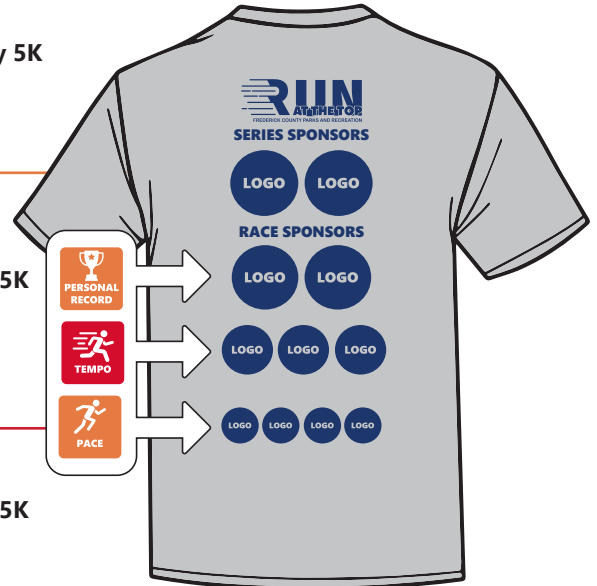 y 5K
RUN
AT THE TOP
FREDERICK COUNTY PARKS AND RECREATION
SERIES SPONSORS
LOGO LOGO
RACE SPONSORS
LOGO LOGO
PERSONAL
RECORD
5K
LOGO LOGO LOGO
TEMPO
LOGO LOGO LOGO LOGO
PACE
5K